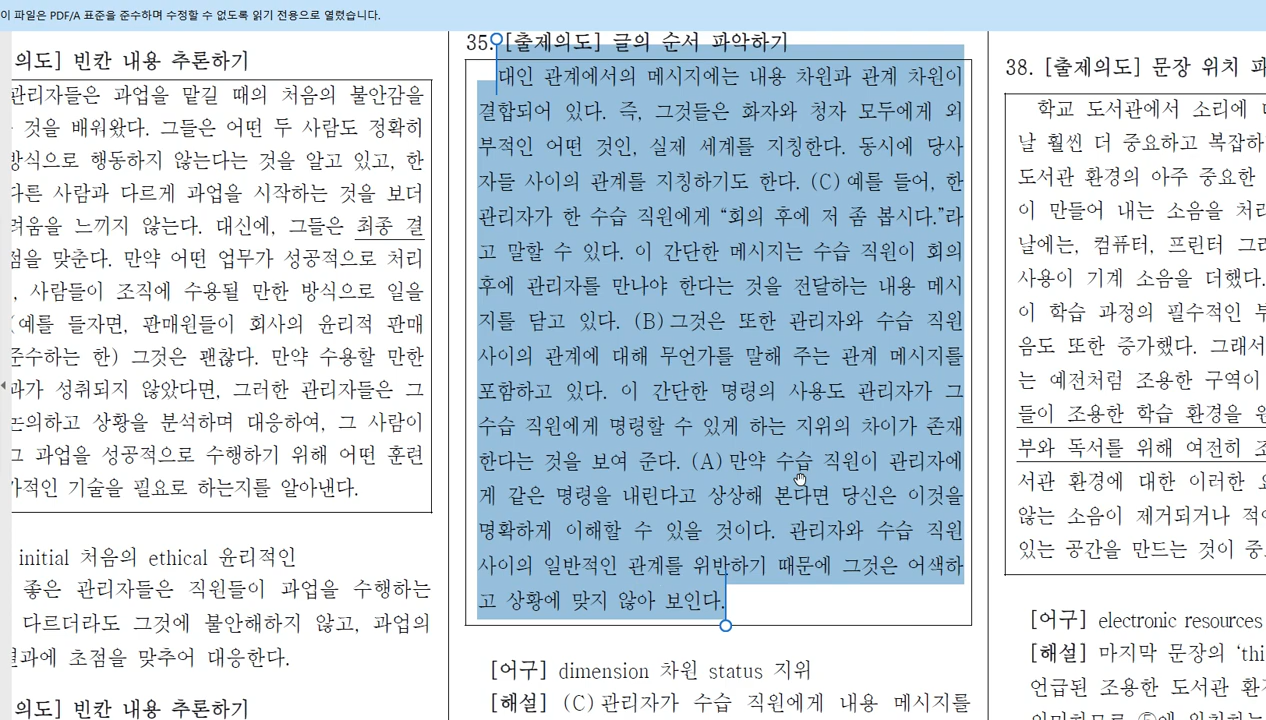 이 파일은 PDF/A 표준을 준수하며 수정할 수 없도록 읽기 전용으로 열렸습니다.
의도] 빈칸 내용 추론하기
관리자들은 과업을 맡길 때의 처음의 불안감을
것을 배워왔다. 그들은 어떤 두 사람도 정확히
방식으로 행동하지 않는다는 것을 알고 있고, 한
다른 사람과 다르게 과업을 시작하는 것을 보더
려움을 느끼지 않는다. 대신에, 그들은 최종 결
점을 맞춘다. 만약 어떤 업무가 성공적으로 처리
, 사람들이 조직에 수용될 만한 방식으로 일을
(예를 들자면, 판매원들이 회사의 윤리적 판매
준수하는 한) 그것은 괜찮다. 만약 수용할 만한
과가 성취되지 않았다면, 그러한 관리자들은 그
논의하고 상황을 분석하며 대응하여, 그 사람이
그 과업을 성공적으로 수행하기 위해 어떤 훈련
가적인 기술을 필요로 하는지를 알아낸다.
initial 처음의 ethical 윤리적인
좋은 관리자들은 직원들이 과업을 수행하는
다르더라도 그것에 불안해하지 않고, 과업의
결과에 초점을 맞추어 대응한다.
의도] 빈칸 내용 추론하기
35. [출제의도] 글의 순서 파악하기
대인 관계에서의 메시지에는 내용 차원과 관계 차원이
결합되어 있다. 즉, 그것들은 화자와 청자 모두에게 외
부적인 어떤 것인, 실제 세계를 지칭한다. 동시에 당사
자들 사이의 관계를 지칭하기도 한다. (C) 예를 들어, 한
관리자가 한 수습 직원에게 “회의 후에 저 좀 봅시다.”라
고 말할 수 있다. 이 간단한 메시지는 수습 직원이 회의
후에 관리자를 만나야 한다는 것을 전달하는 내용 메시
지를 담고 있다. (B) 그것은 또한 관리자와 수습 직원
사이의 관계에 대해 무언가를 말해 주는 관계 메시지를
포함하고 있다. 이 간단한 명령의 사용도 관리자가 그
수습 직원에게 명령할 수 있게 하는 지위의 차이가 존재
한다는 것을 보여 준다. (A) 만약 수습 직원이 관리자에
게 같은 명령을 내린다고 상상해 본다면 당신은 이것을
명확하게 이해할 수 있을 것이다. 관리자와 수습 직원
사이의 일반적인 관계를 위반하기 때문에 그것은 어색하
고 상황에 맞지 않아 보인다.
[어구] dimension 차원 status 지위
[해설] (C) 관리자가 수습 직원에게 내용 메시지를
38. [출제의도] 문장 위치 파
학교 도서관에서 소리에 대
날 훨씬 더 중요하고 복잡하
도서관 환경의 아주 중요한
이 만들어 내는 소음을 처리
날에는, 컴퓨터, 프린터 그리
사용이 기계 소음을 더했다.
이 학습 과정의 필수적인 부
음도 또한 증가했다. 그래서
는 예전처럼 조용한 구역이
들이 조용한 학습 환경을 원
부와 독서를 위해 여전히 조
서관 환경에 대한 이러한 요
않는 소음이 제거되거나 적어
있는 공간을 만드는 것이 중요
[어구] electronic resources
[해설] 마지막 문장의 ‘thi
언급된 조용한 도서관 환경